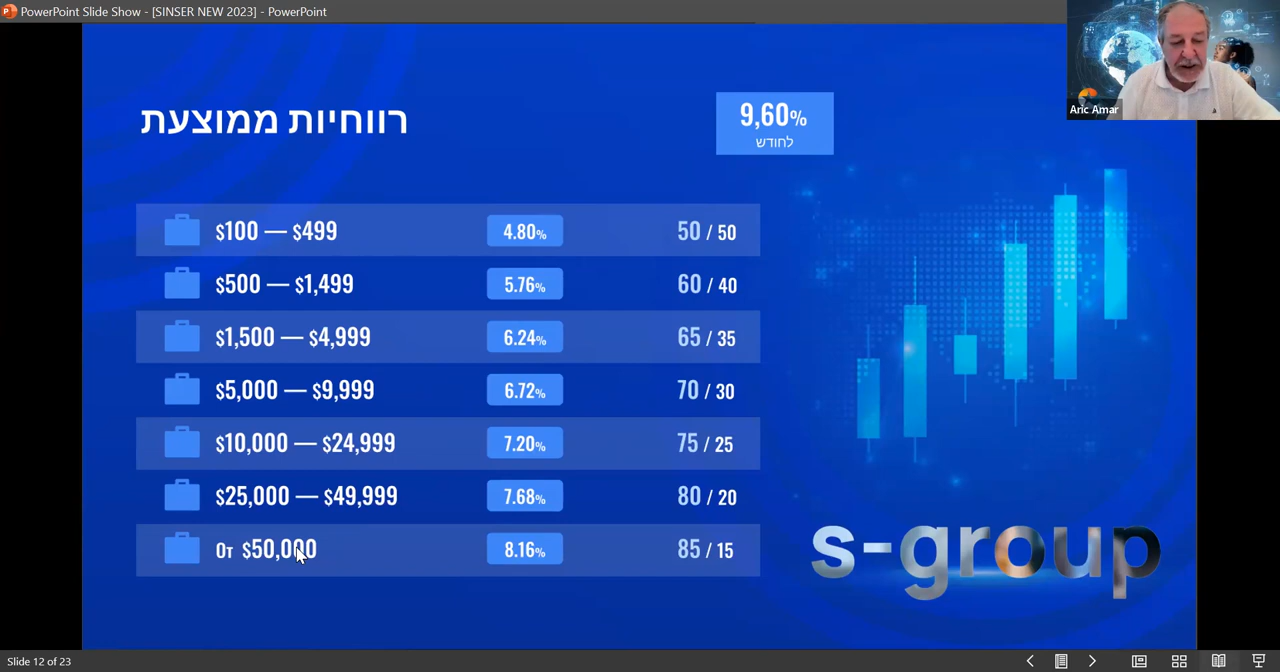 PowerPoint Slide Show - [SINSER NEW 2023] - PowerPoint
Aric Amar
רווחיות ממוצעת
9,60%
לחודש
$100 — $499 4.80% 50 / 50
$500 — $1,499 5.76% 60 / 40
$1,500 — $4,999 6.24% 65 / 35
$5,000 — $9,999 6.72% 70 / 30
$10,000 — $24,999 7.20% 75 / 25
$25,000 — $49,999 7.68% 80 / 20
От $50,000 8.16% 85 / 15
s-group
Slide 12 of 23